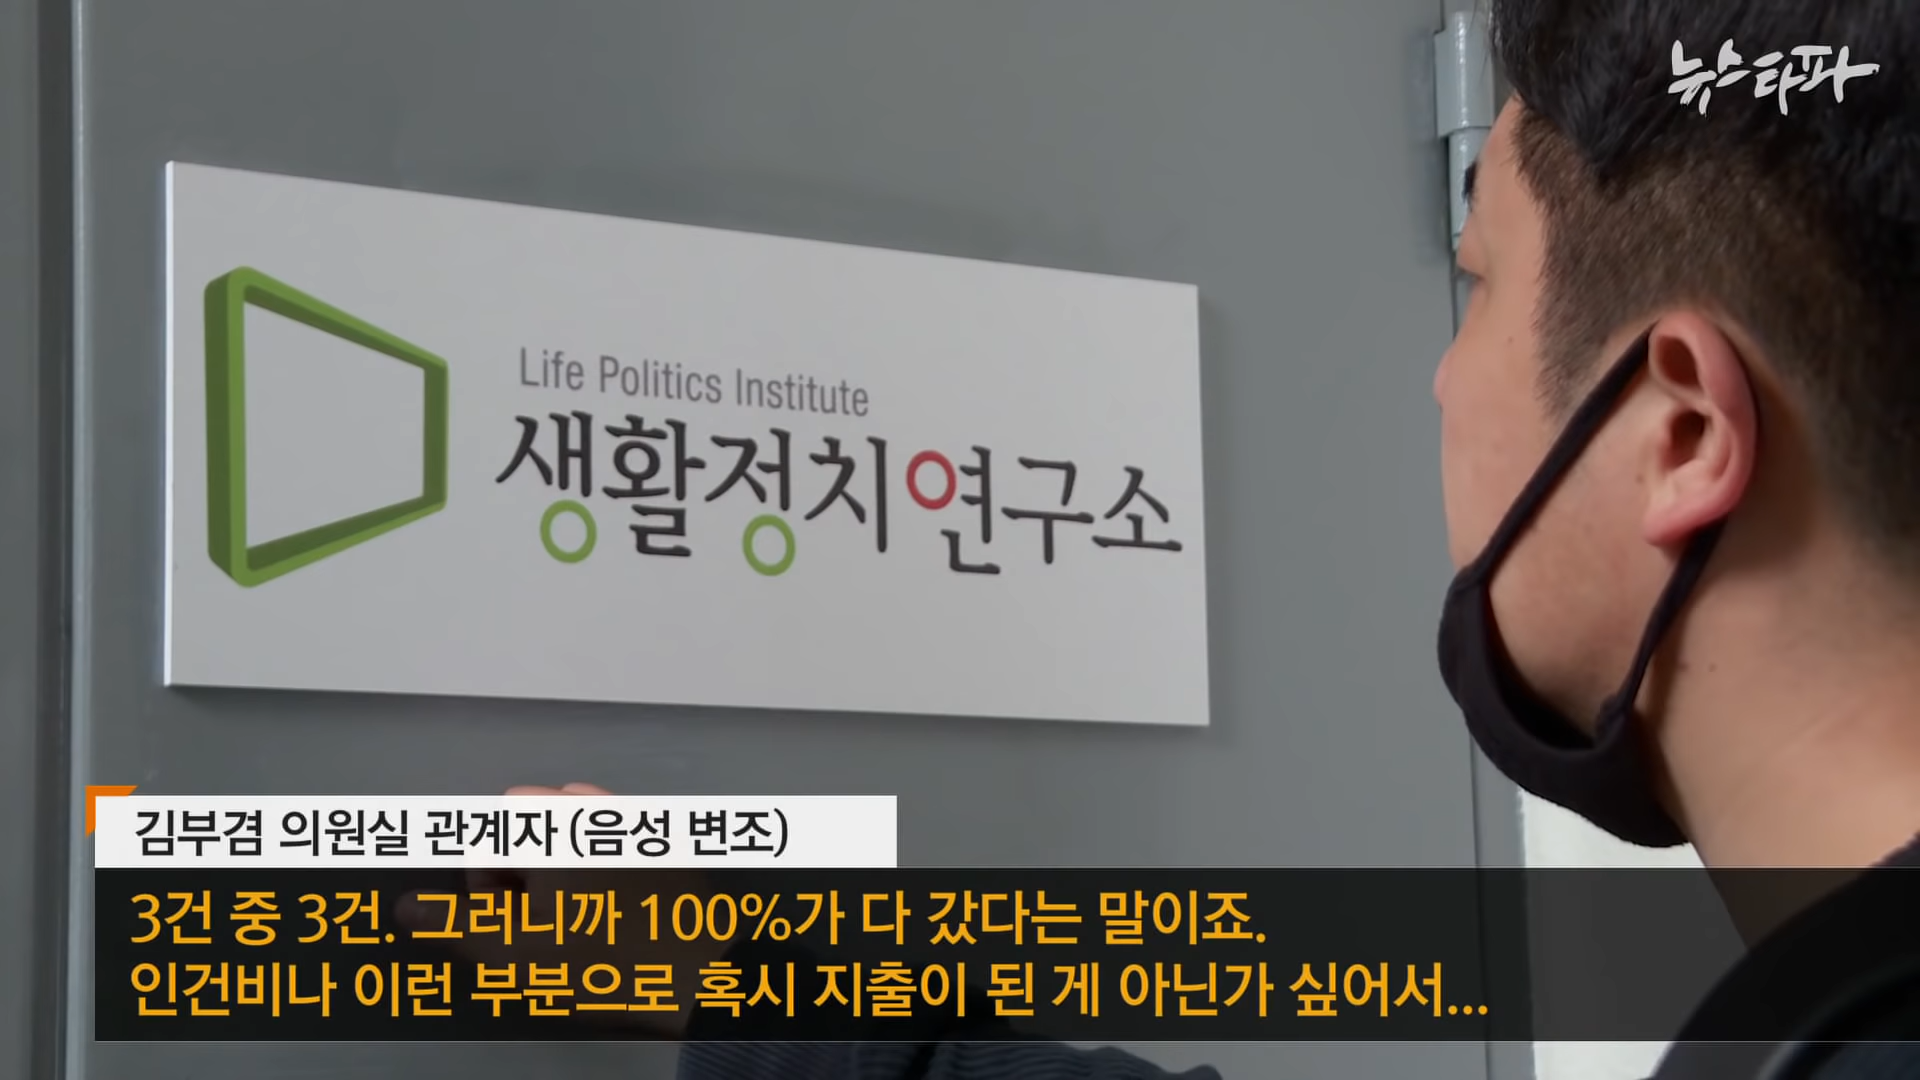 뉴스타파
Life Politics Institute
생활정치연구소
김부겸 의원실 관계자 (음성 변조)
3건 중 3건. 그러니까 100%가 다 갔다는 말이죠.
인건비나 이런 부분으로 혹시 지출이 된 게 아닌가 싶어서...